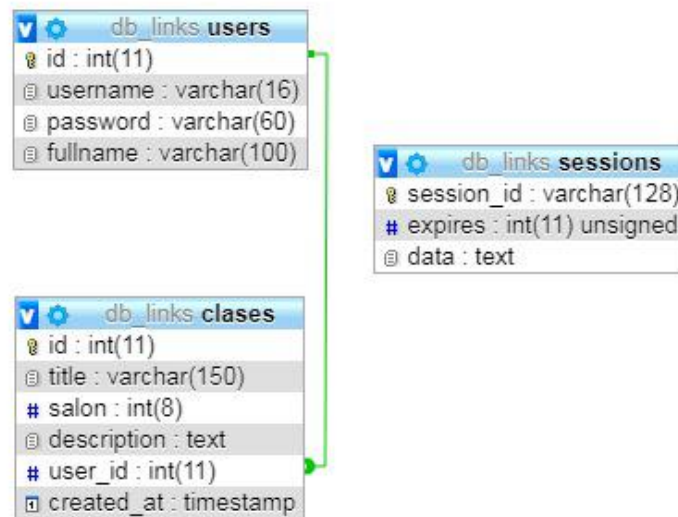 db_links users
id : int(11)
username : varchar(16)
password : varchar(60)
fullname : varchar(100)
db_links sessions
session_id : varchar(128)
expires : int(11) unsigned
data : text
db_links clases
id : int(11)
title : varchar(150)
# salon : int(8)
description : text
# user_id : int(11)
created_at : timestamp